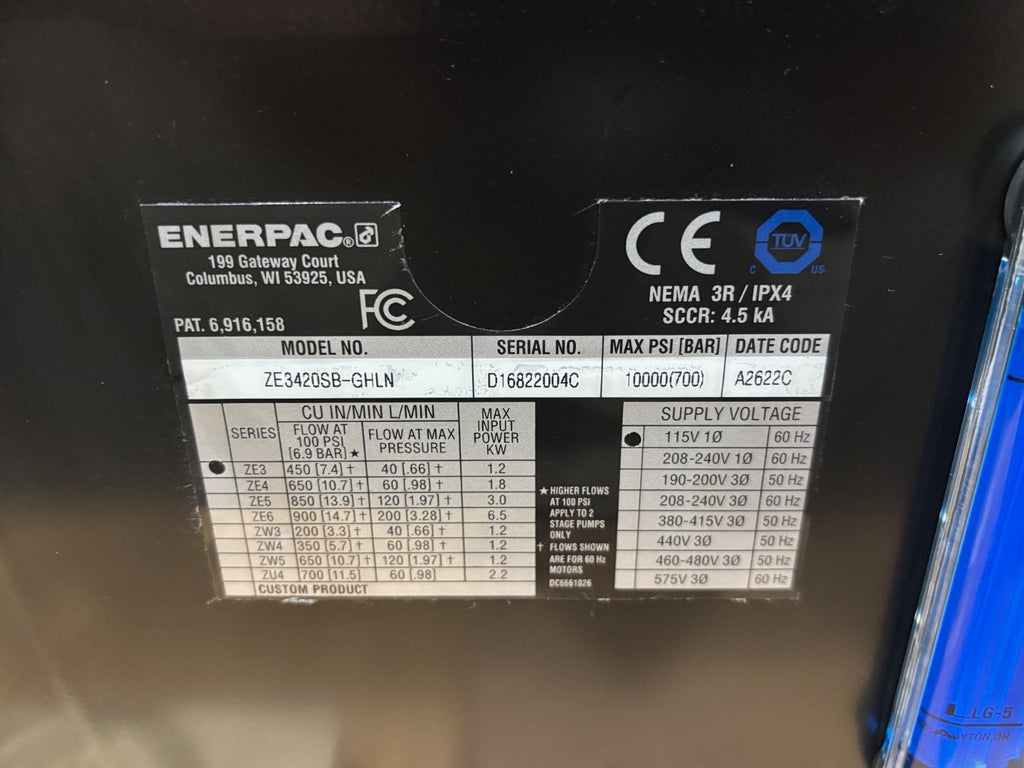 ENERPAC®
199 Gateway Court
Columbus, WI 53925, USA
FC
PAT. 6,916,158
CE
TÜV
C US
NEMA 3R / IPX4
SCCR: 4.5 kA
MODEL NO. SERIAL NO. MAX PSI [BAR] DATE CODE
ZE3420SB-GHLN D16822004C 10000(700) A2622C
SERIES CU IN/MIN L/MIN MAX INPUT POWER KW
FLOW AT 100 PSI [6.9 BAR] ★ FLOW AT MAX PRESSURE
● ZE3 450 [7.4] † 40 [.66] † 1.2
ZE4 650 [10.7] † 60 [.98] † 1.8
ZE5 850 [13.9] † 120 [1.97] † 3.0
ZE6 900 [14.7] † 200 [3.28] † 6.5
ZW3 200 [3.3] † 40 [.66] † 1.2
ZW4 350 [5.7] † 60 [.98] † 1.2
ZW5 650 [10.7] † 120 [1.97] † 1.2
ZU4 700 [11.5] 60 [.98] 2.2
CUSTOM PRODUCT
★ HIGHER FLOWS
AT 100 PSI
APPLY TO 2
STAGE PUMPS
ONLY
† FLOWS SHOWN
ARE FOR 60 Hz
MOTORS
DC6661026
SUPPLY VOLTAGE
● 115V 1Ø 60 Hz
208-240V 1Ø 60 Hz
190-200V 3Ø 50 Hz
208-240V 3Ø 60 Hz
380-415V 3Ø 50 Hz
440V 3Ø 50 Hz
460-480V 3Ø 60 Hz
575V 3Ø 60 Hz
LG-5
YTON, OH.